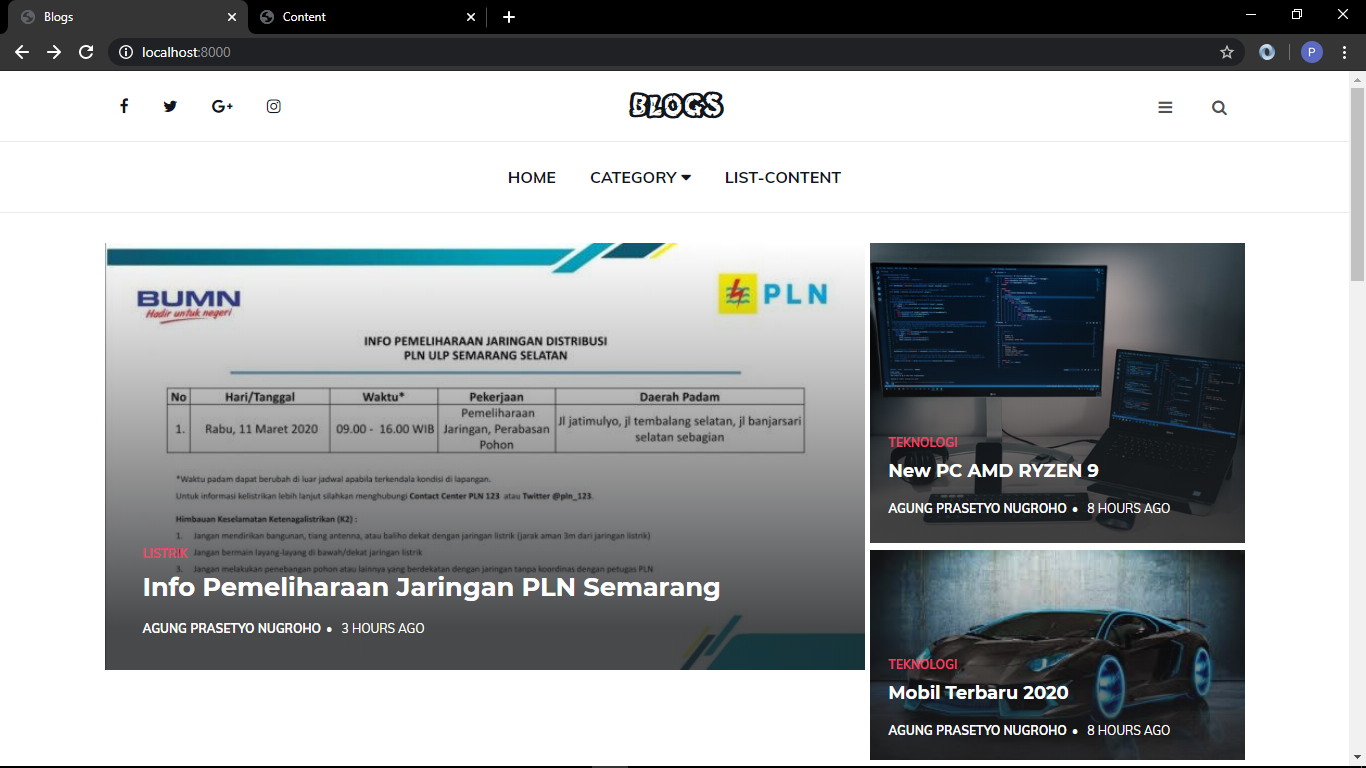 Blogs
Content
localhost:8000
P
BLOGS
HOME
CATEGORY
LIST-CONTENT
BUMN
Hadir untuk negeri
PLN
INFO PEMELIHARAAN JARINGAN DISTRIBUSI
PLN ULP SEMARANG SELATAN
No Hari/Tanggal Waktu* Pekerjaan Daerah Padam
1. Rabu, 11 Maret 2020 09.00 - 16.00 WIB Pemeliharaan Jaringan, Perabasan Pohon Jl jatimulyo, jl tembalang selatan, jl banjarsari selatan sebagian
*Waktu padam dapat berubah di luar jadwal apabila terkendala kondisi di lapangan.
Untuk informasi kelistrikan lebih lanjut silahkan menghubungi Contact Center PLN 123 atau Twitter @pln_123.
Himbauan Keselamatan Ketenagalistrikan (K2) :
1. Jangan mendirikan bangunan, tiang antenna, atau baliho dekat dengan jaringan listrik (jarak aman 3m dari jaringan listrik)
LISTRIK
Jangan bermain layang-layang di bawah/dekat jaringan listrik
3. Jangan melakukan penebangan pohon atau lainnya yang berdekatan dengan jaringan tanpa koordinas dengan petugas PLN
Info Pemeliharaan Jaringan PLN Semarang
AGUNG PRASETYO NUGROHO • 3 HOURS AGO
TEKNOLOGI
New PC AMD RYZEN 9
AGUNG PRASETYO NUGROHO • 8 HOURS AGO
TEKNOLOGI
Mobil Terbaru 2020
AGUNG PRASETYO NUGROHO • 8 HOURS AGO